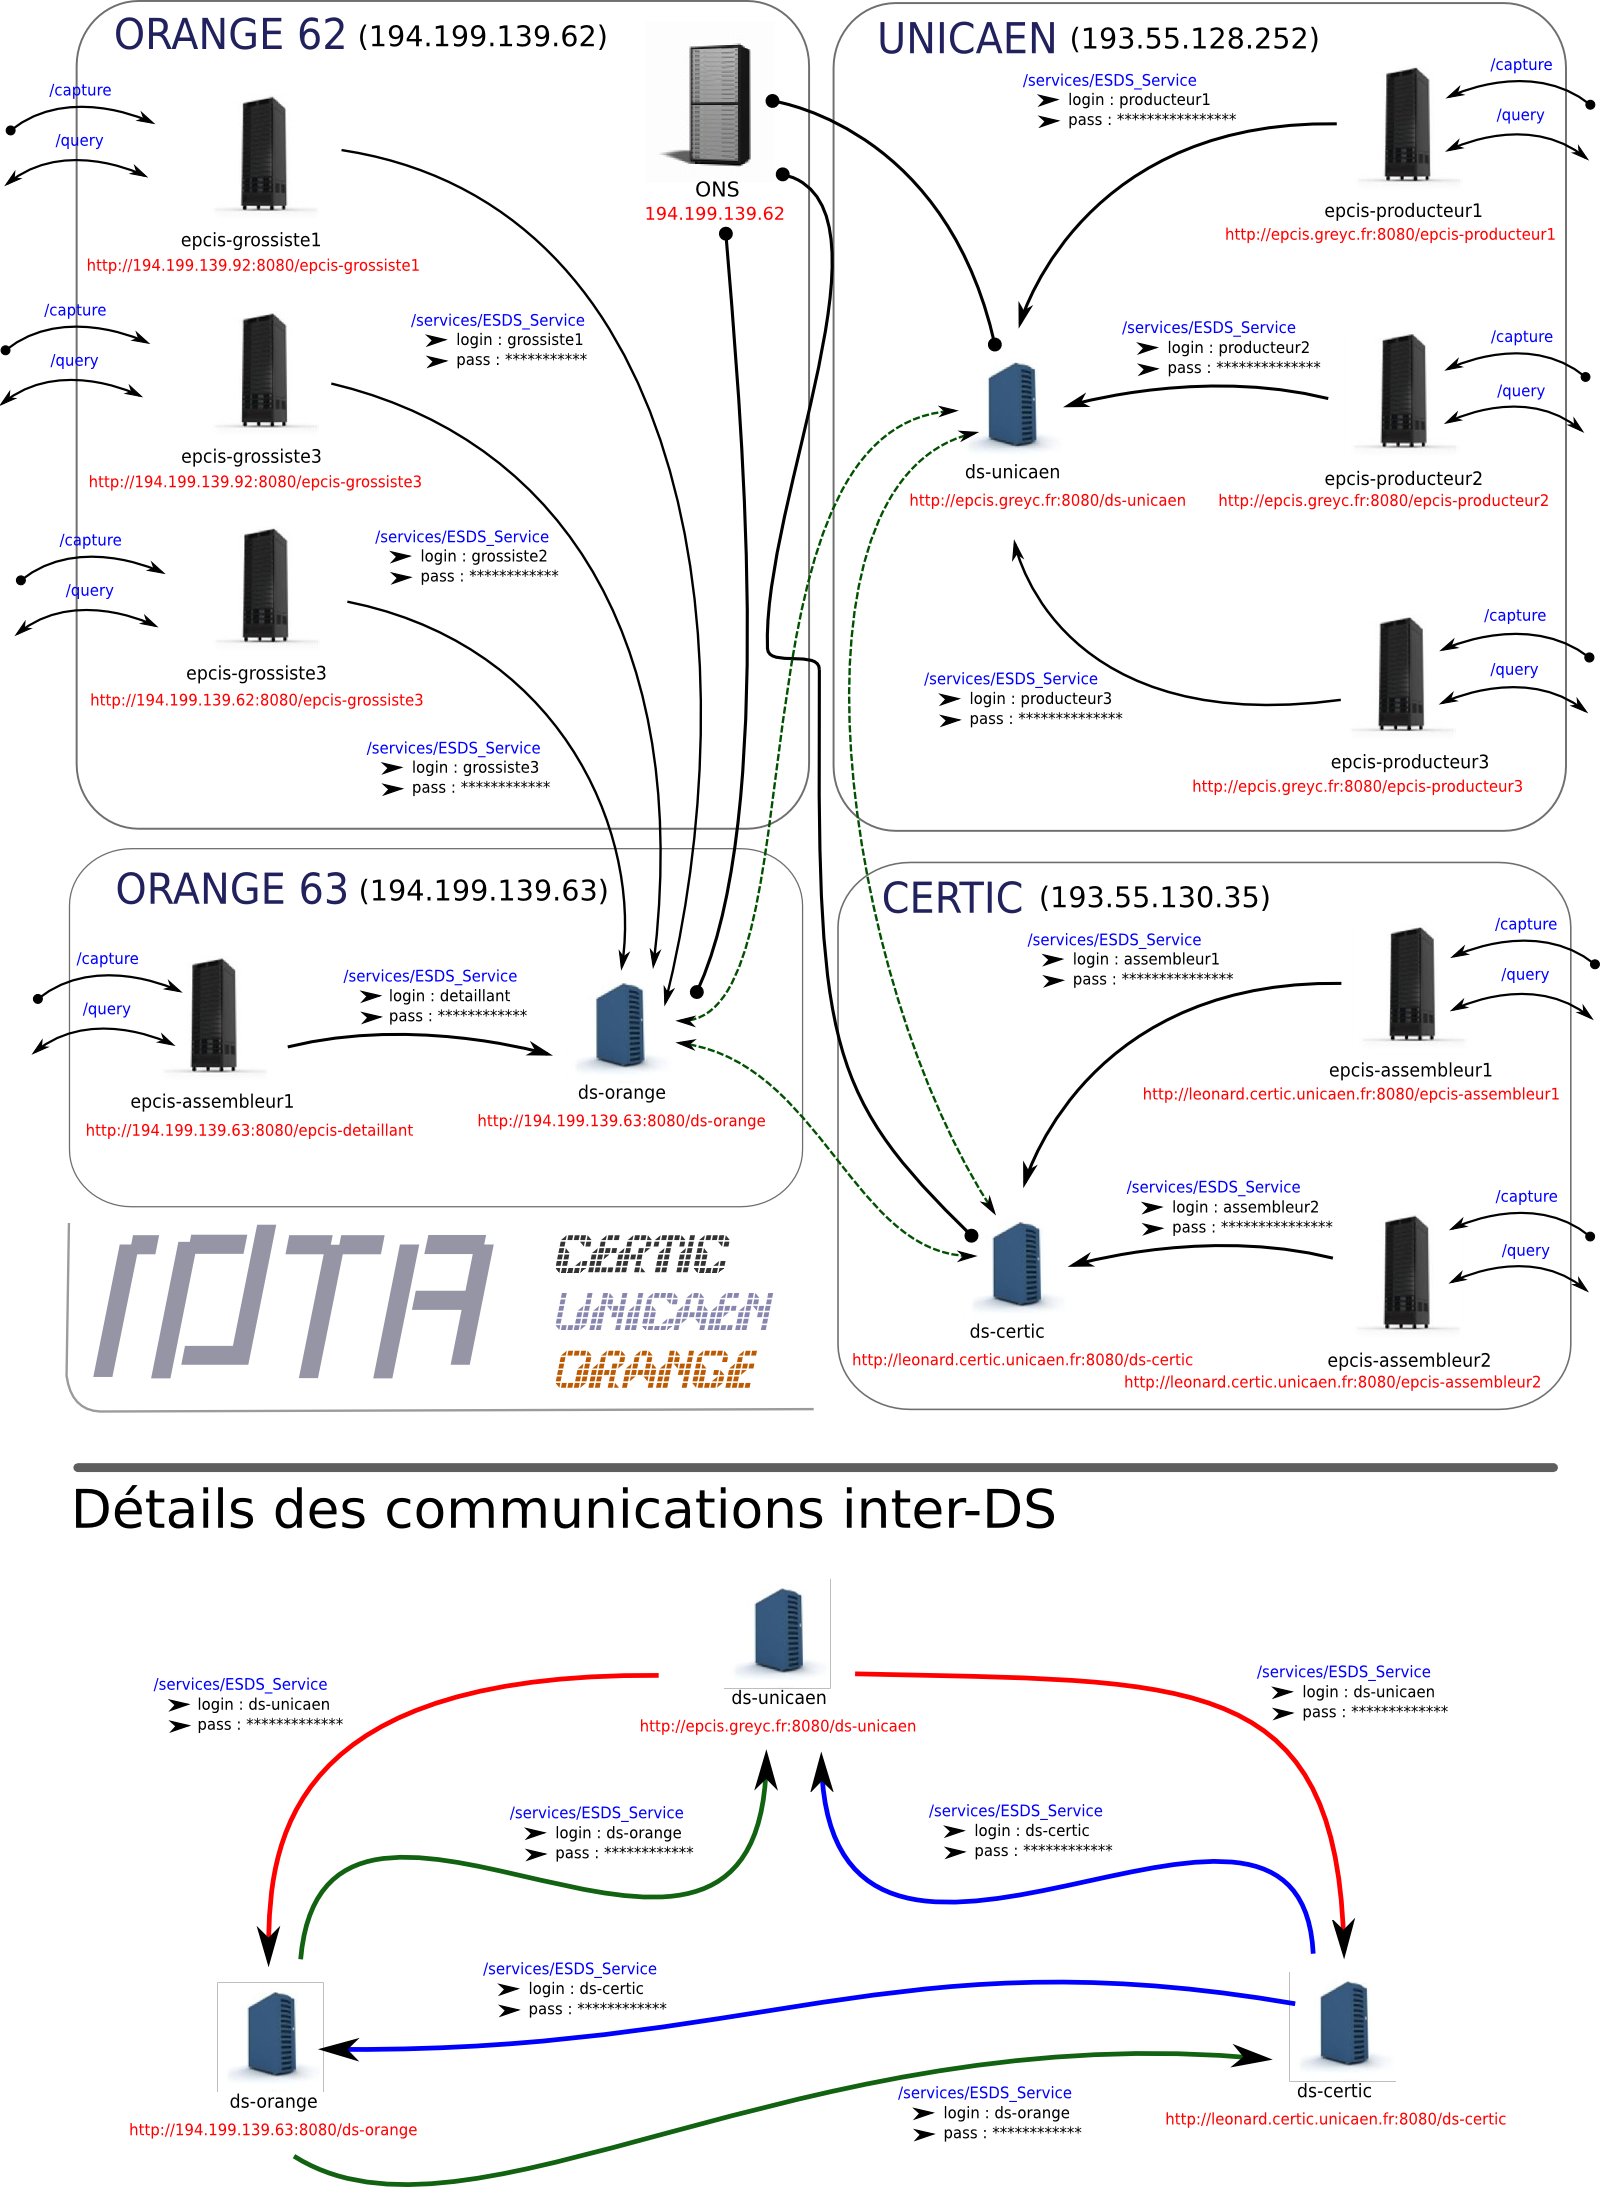 ORANGE 62 (194.199.139.62)
/capture
/query
epcis-grossiste1
http://194.199.139.92:8080/epcis-grossiste1
/services/ESDS_Service
login : grossiste1
pass : ***********
/capture
/query
epcis-grossiste3
http://194.199.139.92:8080/epcis-grossiste3
/services/ESDS_Service
login : grossiste2
pass : ************
/capture
/query
epcis-grossiste3
http://194.199.139.62:8080/epcis-grossiste3
/services/ESDS_Service
login : grossiste3
pass : ************
ONS
194.199.139.62
UNICAEN (193.55.128.252)
/services/ESDS_Service
login : producteur1
pass : ****************
/capture
/query
epcis-producteur1
http://epcis.greyc.fr:8080/epcis-producteur1
/services/ESDS_Service
login : producteur2
pass : **************
/capture
/query
epcis-producteur2
http://epcis.greyc.fr:8080/epcis-producteur2
ds-unicaen
http://epcis.greyc.fr:8080/ds-unicaen
/services/ESDS_Service
login : producteur3
pass : **************
/capture
/query
epcis-producteur3
http://epcis.greyc.fr:8080/epcis-producteur3
ORANGE 63 (194.199.139.63)
/capture
/query
epcis-assembleur1
http://194.199.139.63:8080/epcis-detaillant
/services/ESDS_Service
login : detaillant
pass : ************
ds-orange
http://194.199.139.63:8080/ds-orange
CERTIC (193.55.130.35)
/services/ESDS_Service
login : assembleur1
pass : ***************
/capture
/query
epcis-assembleur1
http://leonard.certic.unicaen.fr:8080/epcis-assembleur1
/services/ESDS_Service
login : assembleur2
pass : ***************
/capture
/query
ds-certic
http://leonard.certic.unicaen.fr:8080/ds-certic
epcis-assembleur2
http://leonard.certic.unicaen.fr:8080/epcis-assembleur2
IOTA
CERTIC
UNICAEN
ORANGE
Détails des communications inter-DS
ds-unicaen
http://epcis.greyc.fr:8080/ds-unicaen
/services/ESDS_Service
login : ds-unicaen
pass : *************
/services/ESDS_Service
login : ds-unicaen
pass : *************
/services/ESDS_Service
login : ds-orange
pass : ************
/services/ESDS_Service
login : ds-certic
pass : ************
/services/ESDS_Service
login : ds-certic
pass : ************
ds-orange
http://194.199.139.63:8080/ds-orange
/services/ESDS_Service
login : ds-orange
pass : ************
ds-certic
http://leonard.certic.unicaen.fr:8080/ds-certic